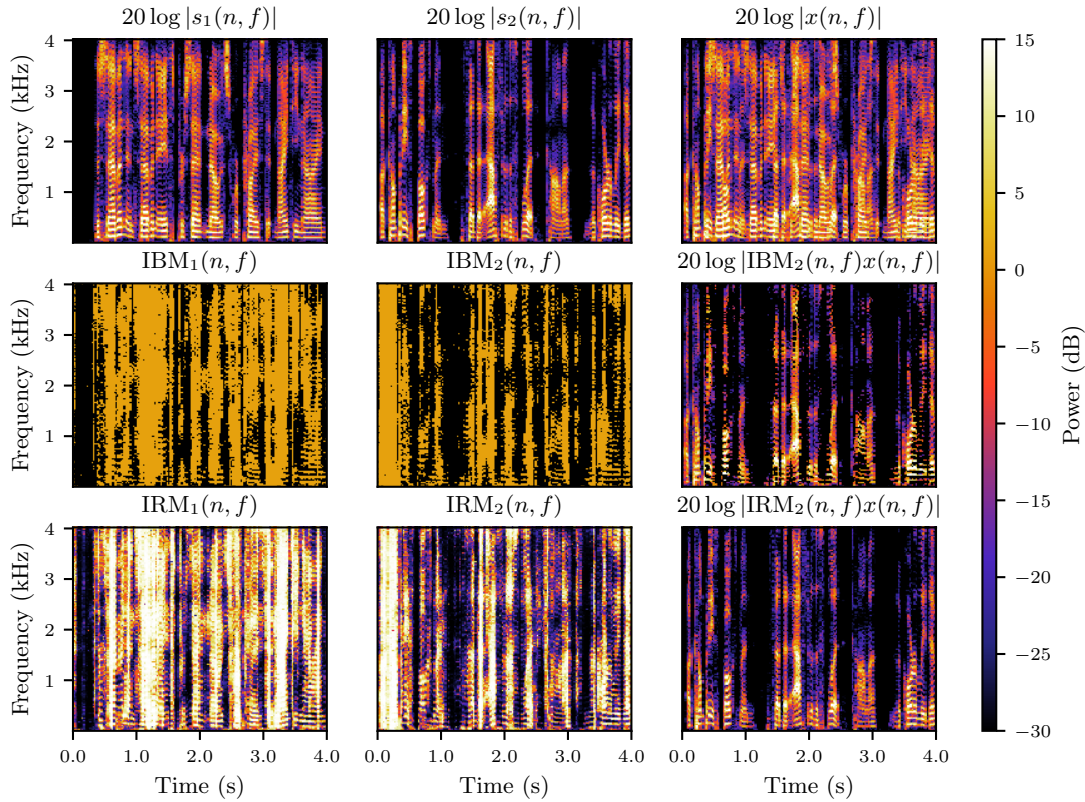 20 log |s₁(n, f)|
20 log |s₂(n, f)|
20 log |x(n, f)|
Frequency (kHz)
4
3
2
1
15
10
5
0
−5
−10
−15
−20
−25
−30
Power (dB)
IBM₁(n, f)
IBM₂(n, f)
20 log |IBM₂(n, f)x(n, f)|
Frequency (kHz)
4
3
2
1
IRM₁(n, f)
IRM₂(n, f)
20 log |IRM₂(n, f)x(n, f)|
Frequency (kHz)
4
3
2
1
0.0 1.0 2.0 3.0 4.0
0.0 1.0 2.0 3.0 4.0
0.0 1.0 2.0 3.0 4.0
Time (s)
Time (s)
Time (s)